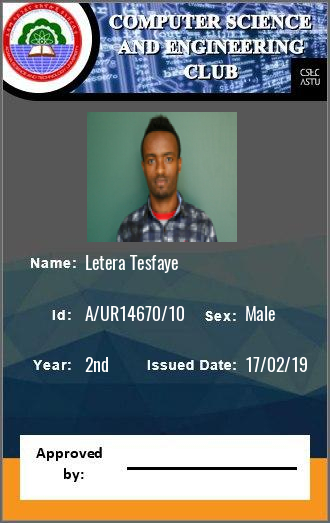 COMPUTER SCIENCE
AND ENGINEERING
CLUB
CSEC
ASTU
Name: Letera Tesfaye
Id: A/UR14670/10 Sex: Male
Year: 2nd Issued Date: 17/02/19
Approved
by: